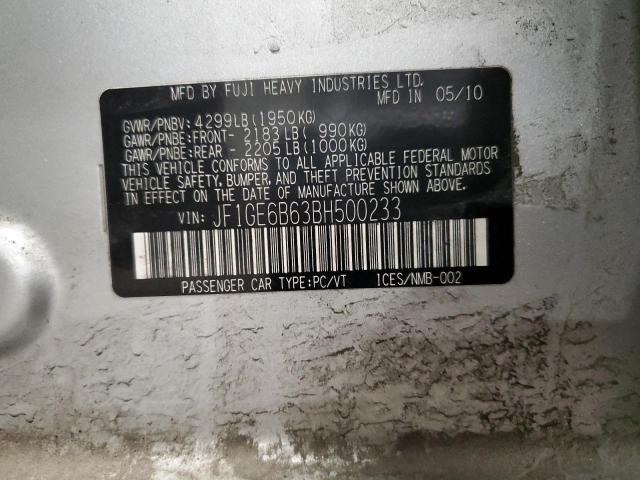 MFD BY FUJI HEAVY INDUSTRIES LTD.
MFD IN 05/10
GVWR/PNBV: 4299LB(1950KG)
GAWR/PNBE:FRONT- 2183LB( 990KG)
GAWR/PNBE:REAR - 2205LB(1000KG)
THIS VEHICLE CONFORMS TO ALL APPLICABLE FEDERAL MOTOR
VEHICLE SAFETY, BUMPER, AND THEFT PREVENTION STANDARDS
IN EFFECT ON THE DATE OF MANUFACTURE SHOWN ABOVE.
VIN: JF1GE6B63BH500233
PASSENGER CAR TYPE:PC/VT 1CES/NMB-002